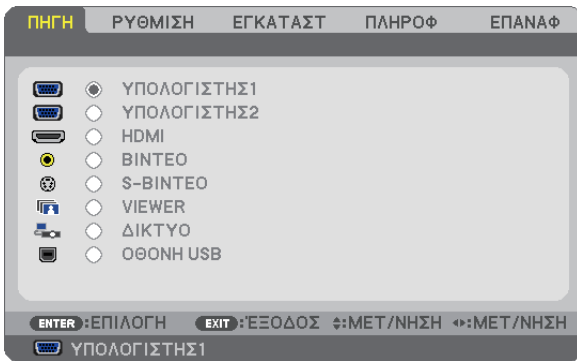 ΠΗΓΗ ΡΥΘΜΙΣΗ ΕΓΚΑΤΑΣΤ ΠΛΗΡΟΦ ΕΠΑΝΑΦ
ΥΠΟΛΟΓΙΣΤΗΣ1
ΥΠΟΛΟΓΙΣΤΗΣ2
HDMI
ΒΙΝΤΕΟ
S-ΒΙΝΤΕΟ
VIEWER
ΔΙΚΤΥΟ
ΟΘΟΝΗ USB
ENTER:ΕΠΙΛΟΓΗ EXIT:ΈΞΟΔΟΣ :ΜΕΤ/ΝΗΣΗ :ΜΕΤ/ΝΗΣΗ
ΥΠΟΛΟΓΙΣΤΗΣ1